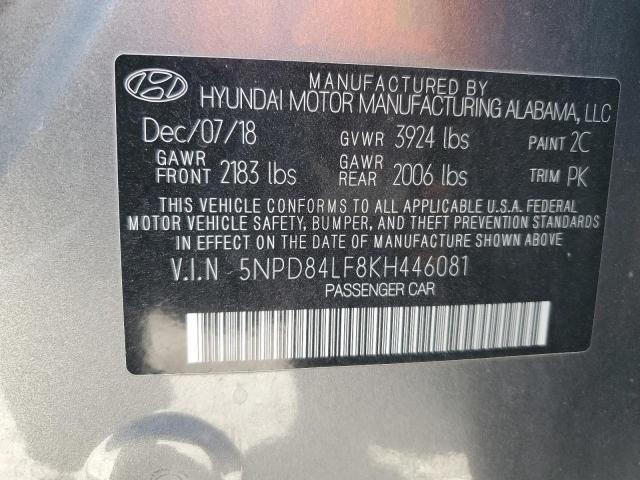 MANUFACTURED BY
HYUNDAI MOTOR MANUFACTURING ALABAMA, LLC
Dec/07/18 GVWR 3924 lbs PAINT 2C
GAWR FRONT 2183 lbs GAWR REAR 2006 lbs TRIM PK
THIS VEHICLE CONFORMS TO ALL APPLICABLE U.S.A. FEDERAL
MOTOR VEHICLE SAFETY, BUMPER, AND THEFT PREVENTION STANDARDS
IN EFFECT ON THE DATE OF MANUFACTURE SHOWN ABOVE
V.I.N 5NPD84LF8KH446081
PASSENGER CAR